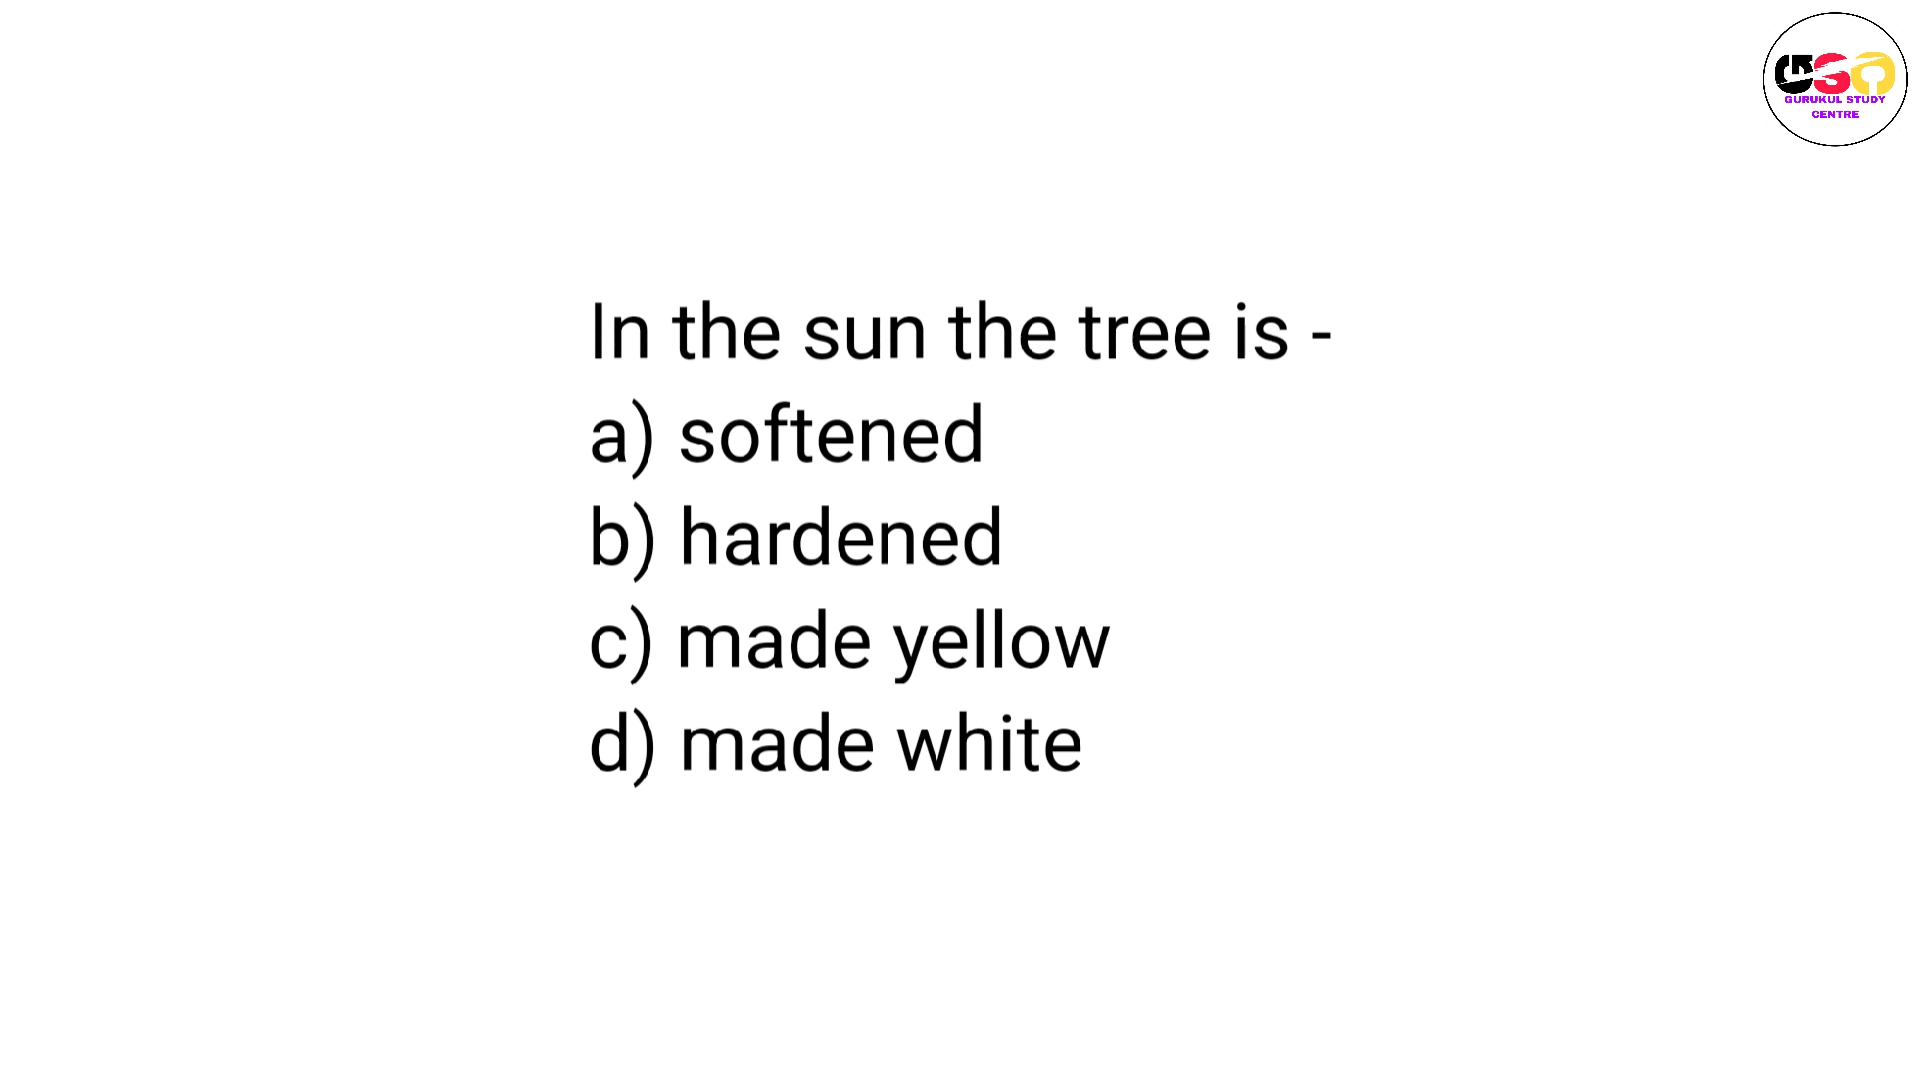 GURUKUL STUDY
CENTRE
In the sun the tree is -
a) softened
b) hardened
c) made yellow
d) made white